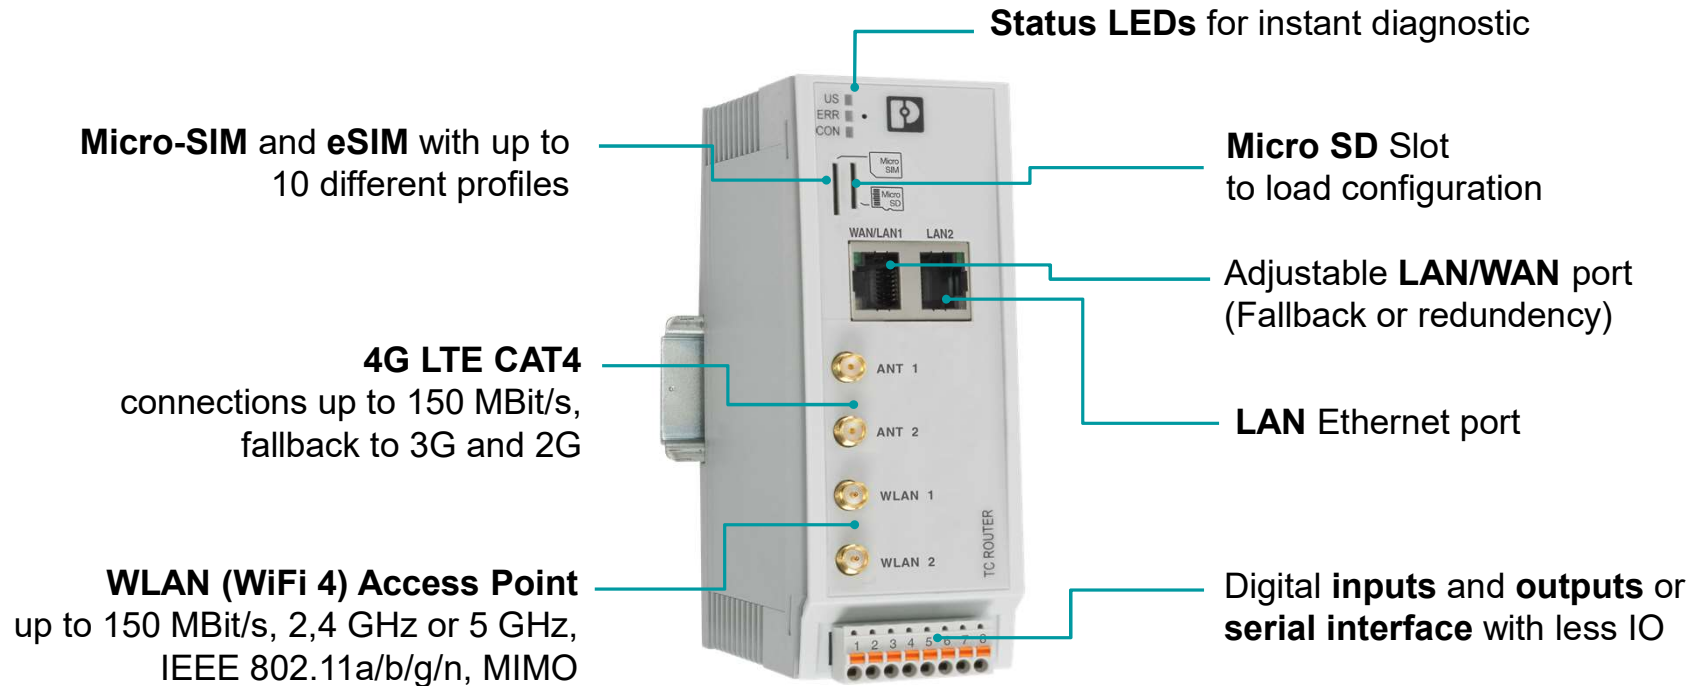 Status LEDs for instant diagnostic
Micro-SIM and eSIM with up to
10 different profiles
Micro SD Slot
to load configuration
Adjustable LAN/WAN port
(Fallback or redundency)
4G LTE CAT4
connections up to 150 MBit/s,
fallback to 3G and 2G
LAN Ethernet port
WLAN (WiFi 4) Access Point
up to 150 MBit/s, 2,4 GHz or 5 GHz,
IEEE 802.11a/b/g/n, MIMO
Digital inputs and outputs or
serial interface with less IO
US
ERR
CON
Micro
SIM
Micro
SD
WAN/LAN1 LAN2
ANT 1
ANT 2
WLAN 1
WLAN 2
TC ROUTER
1 2 3 4 5 6 7 8